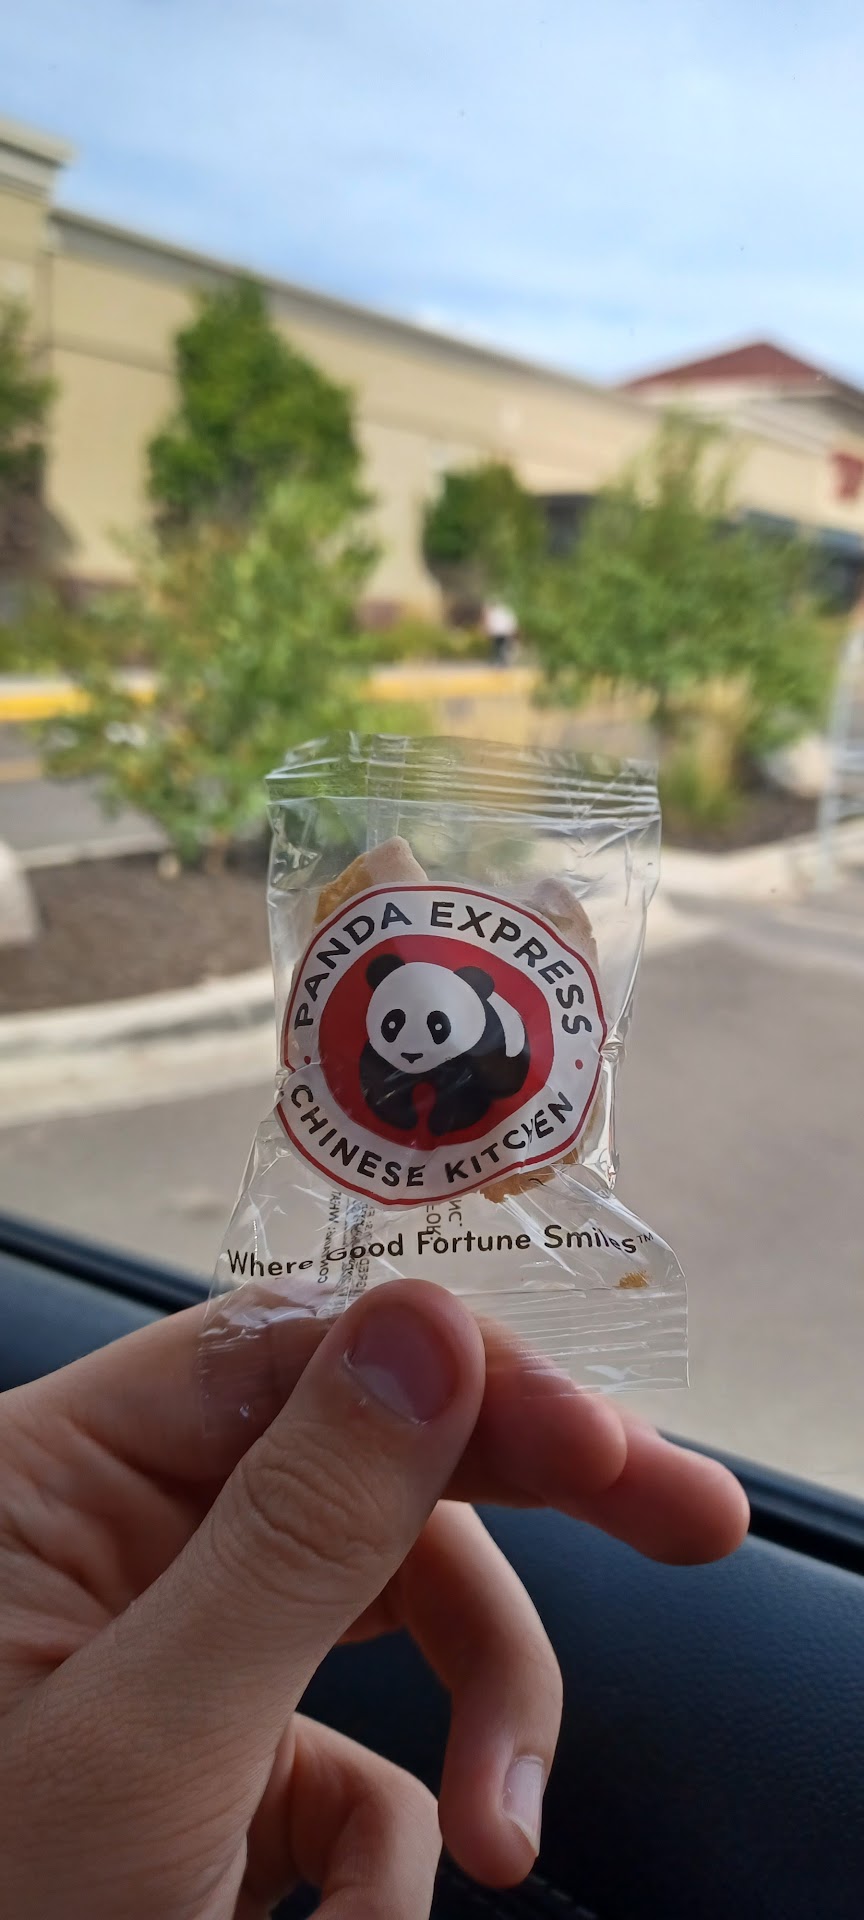 PANDA EXPRESS
CHINESE KITCHEN
Where Good Fortune Smiles™